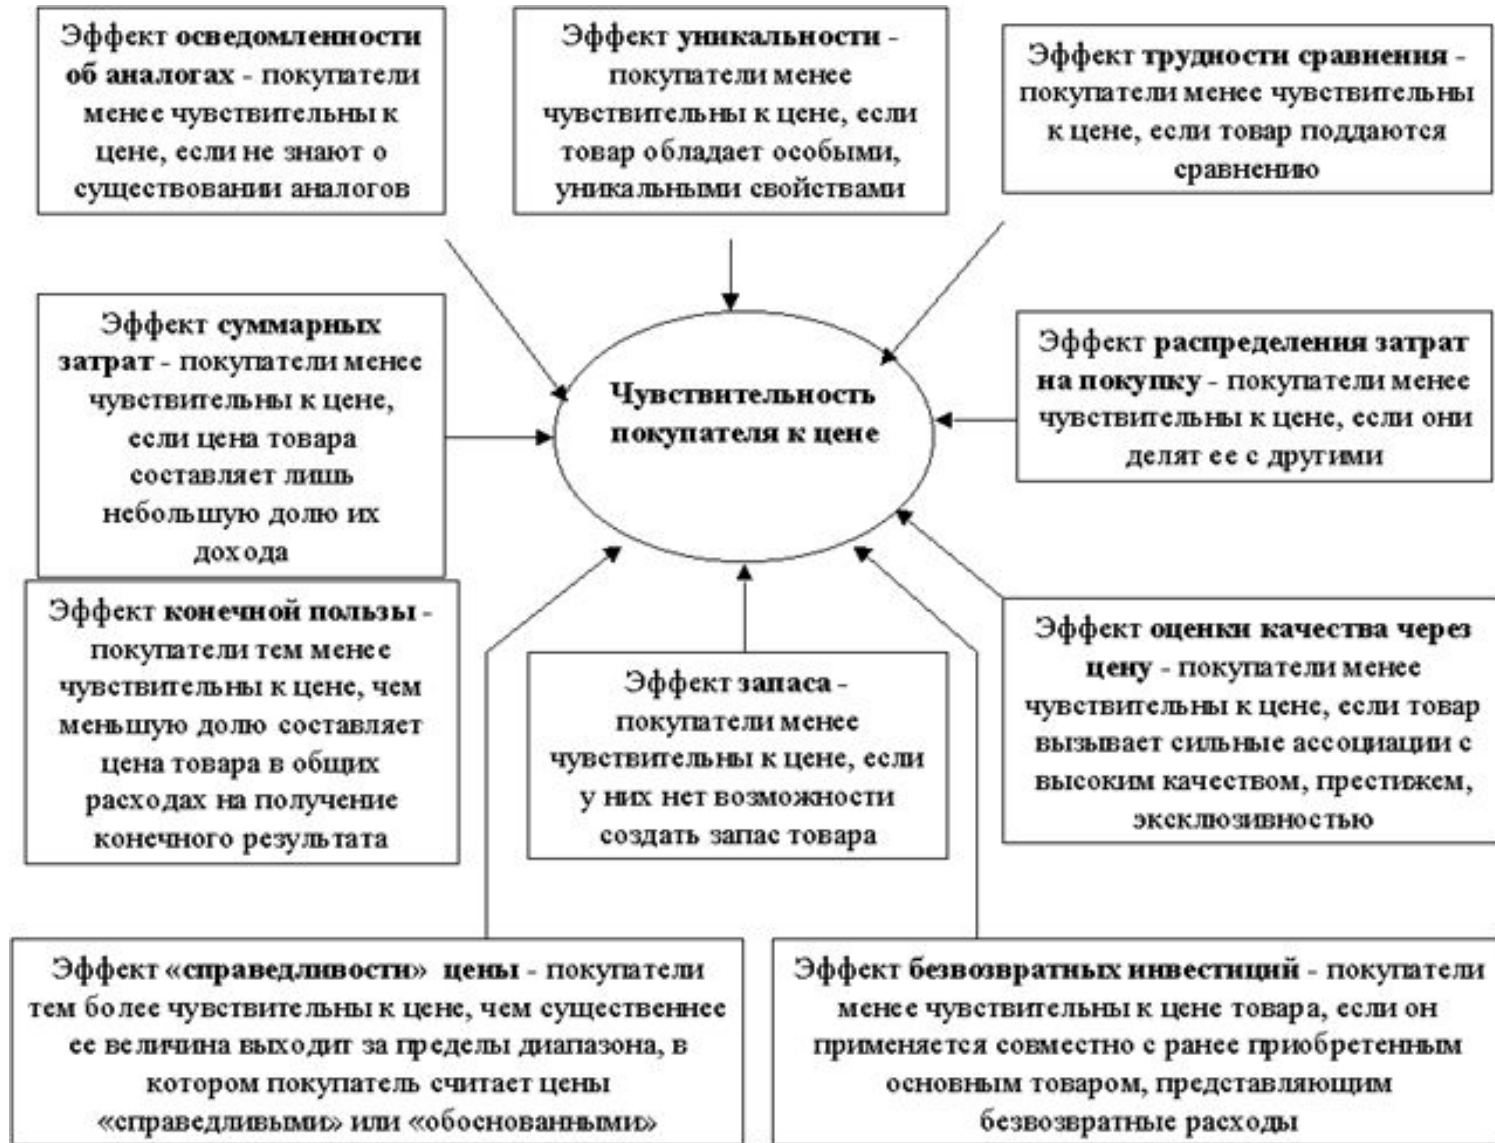 Эффект осведомленности
об аналогах - покупатели
менее чувствительны к
цене, если не знают о
существовании аналогов
Эффект уникальности -
покупатели менее
чувствительны к цене, если
товар обладает особыми,
уникальными свойствами
Эффект трудности сравнения -
покупатели менее чувствительны
к цене, если товар поддаются
сравнению
Эффект суммарных
затрат - покупатели менее
чувствительны к цене,
если цена товара
составляет лишь
небольшую долю их
дохода
Чувствительность
покупателя к цене
Эффект распределения затрат
на покупку - покупатели менее
чувствительны к цене, если они
делят ее с другими
Эффект конечной пользы -
покупатели тем менее
чувствительны к цене, чем
меньшую долю составляет
цена товара в общих
расходах на получение
конечного результата
Эффект запаса -
покупатели менее
чувствительны к цене, если
у них нет возможности
создать запас товара
Эффект оценки качества через
цену - покупатели менее
чувствительны к цене, если товар
вызывает сильные ассоциации с
высоким качеством, престижем,
эксклюзивностью
Эффект «справедливости» цены - покупатели
тем более чувствительны к цене, чем существеннее
ее величина выходит за пределы диапазона, в
котором покупатель считает цены
«справедливыми» или «обоснованными»
Эффект безвозвратных инвестиций - покупатели
менее чувствительны к цене товара, если он
применяется совместно с ранее приобретенным
основным товаром, представляющим
безвозвратные расходы